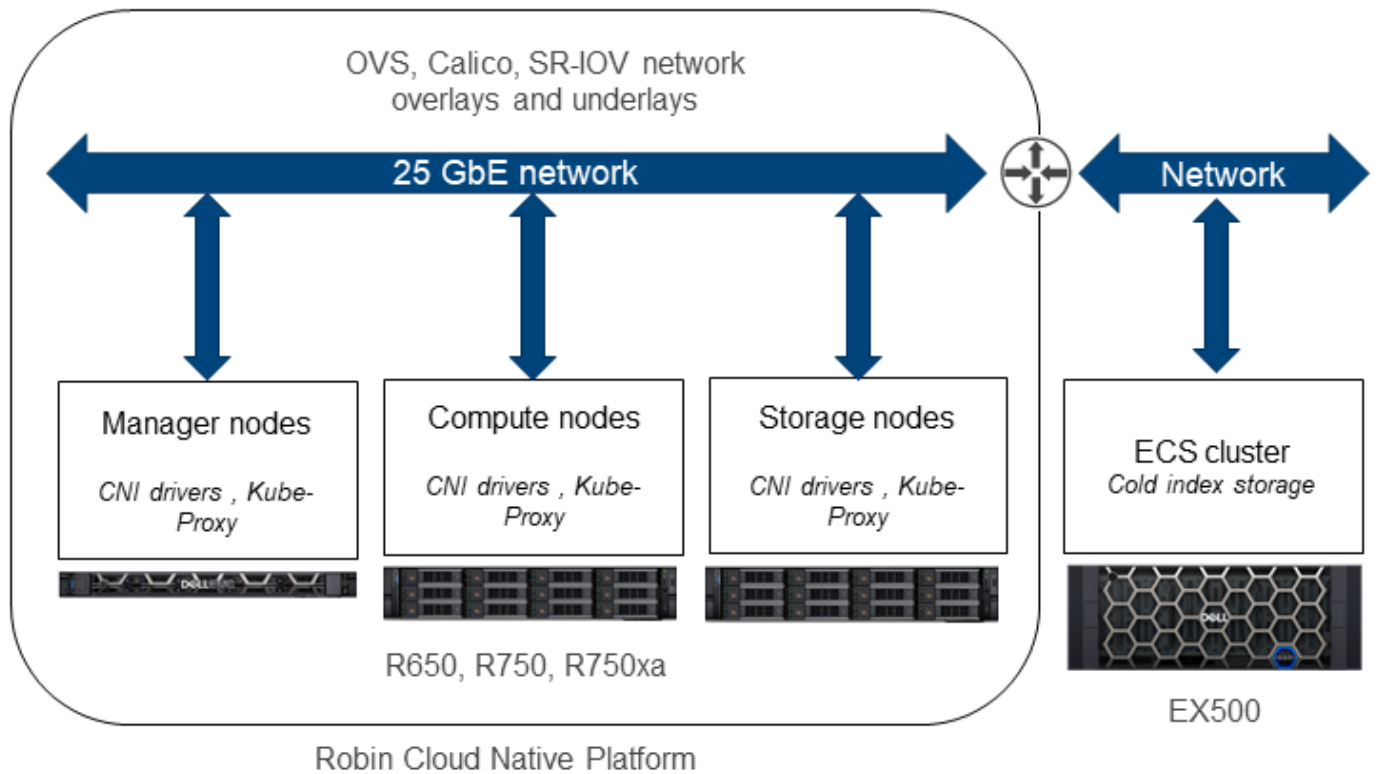 OVS, Calico, SR-IOV network
overlays and underlays
25 GbE network
Network
Manager nodes
CNI drivers , Kube-
Proxy
Compute nodes
CNI drivers , Kube-
Proxy
Storage nodes
CNI drivers , Kube-
Proxy
ECS cluster
Cold index storage
DELLEMC
DELL
R650, R750, R750xa
EX500
Robin Cloud Native Platform